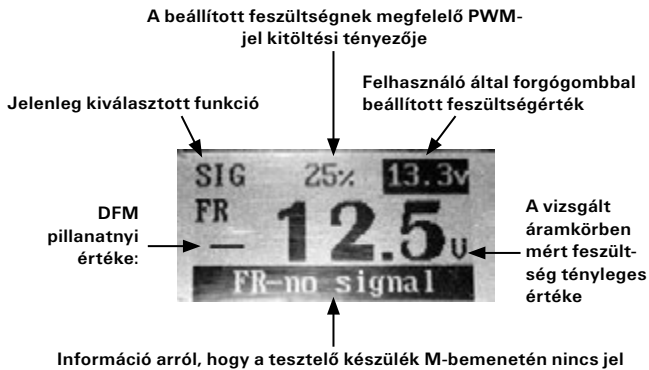 A beállított feszültségnek megfelelő PWM-
jel kitöltési tényezője
Felhasználó által forgógombbal
beállított feszültségérték
Jelenleg kiválasztott funkció
SIG 25% 13.3v
FR
12.5v
— 
FR-no signal
DFM
pillanatnyi
értéke:
A vizsgált
áramkörben
mért feszült-
ség tényleges
értéke
Információ arról, hogy a tesztelő készülék M-bemenetén nincs jel